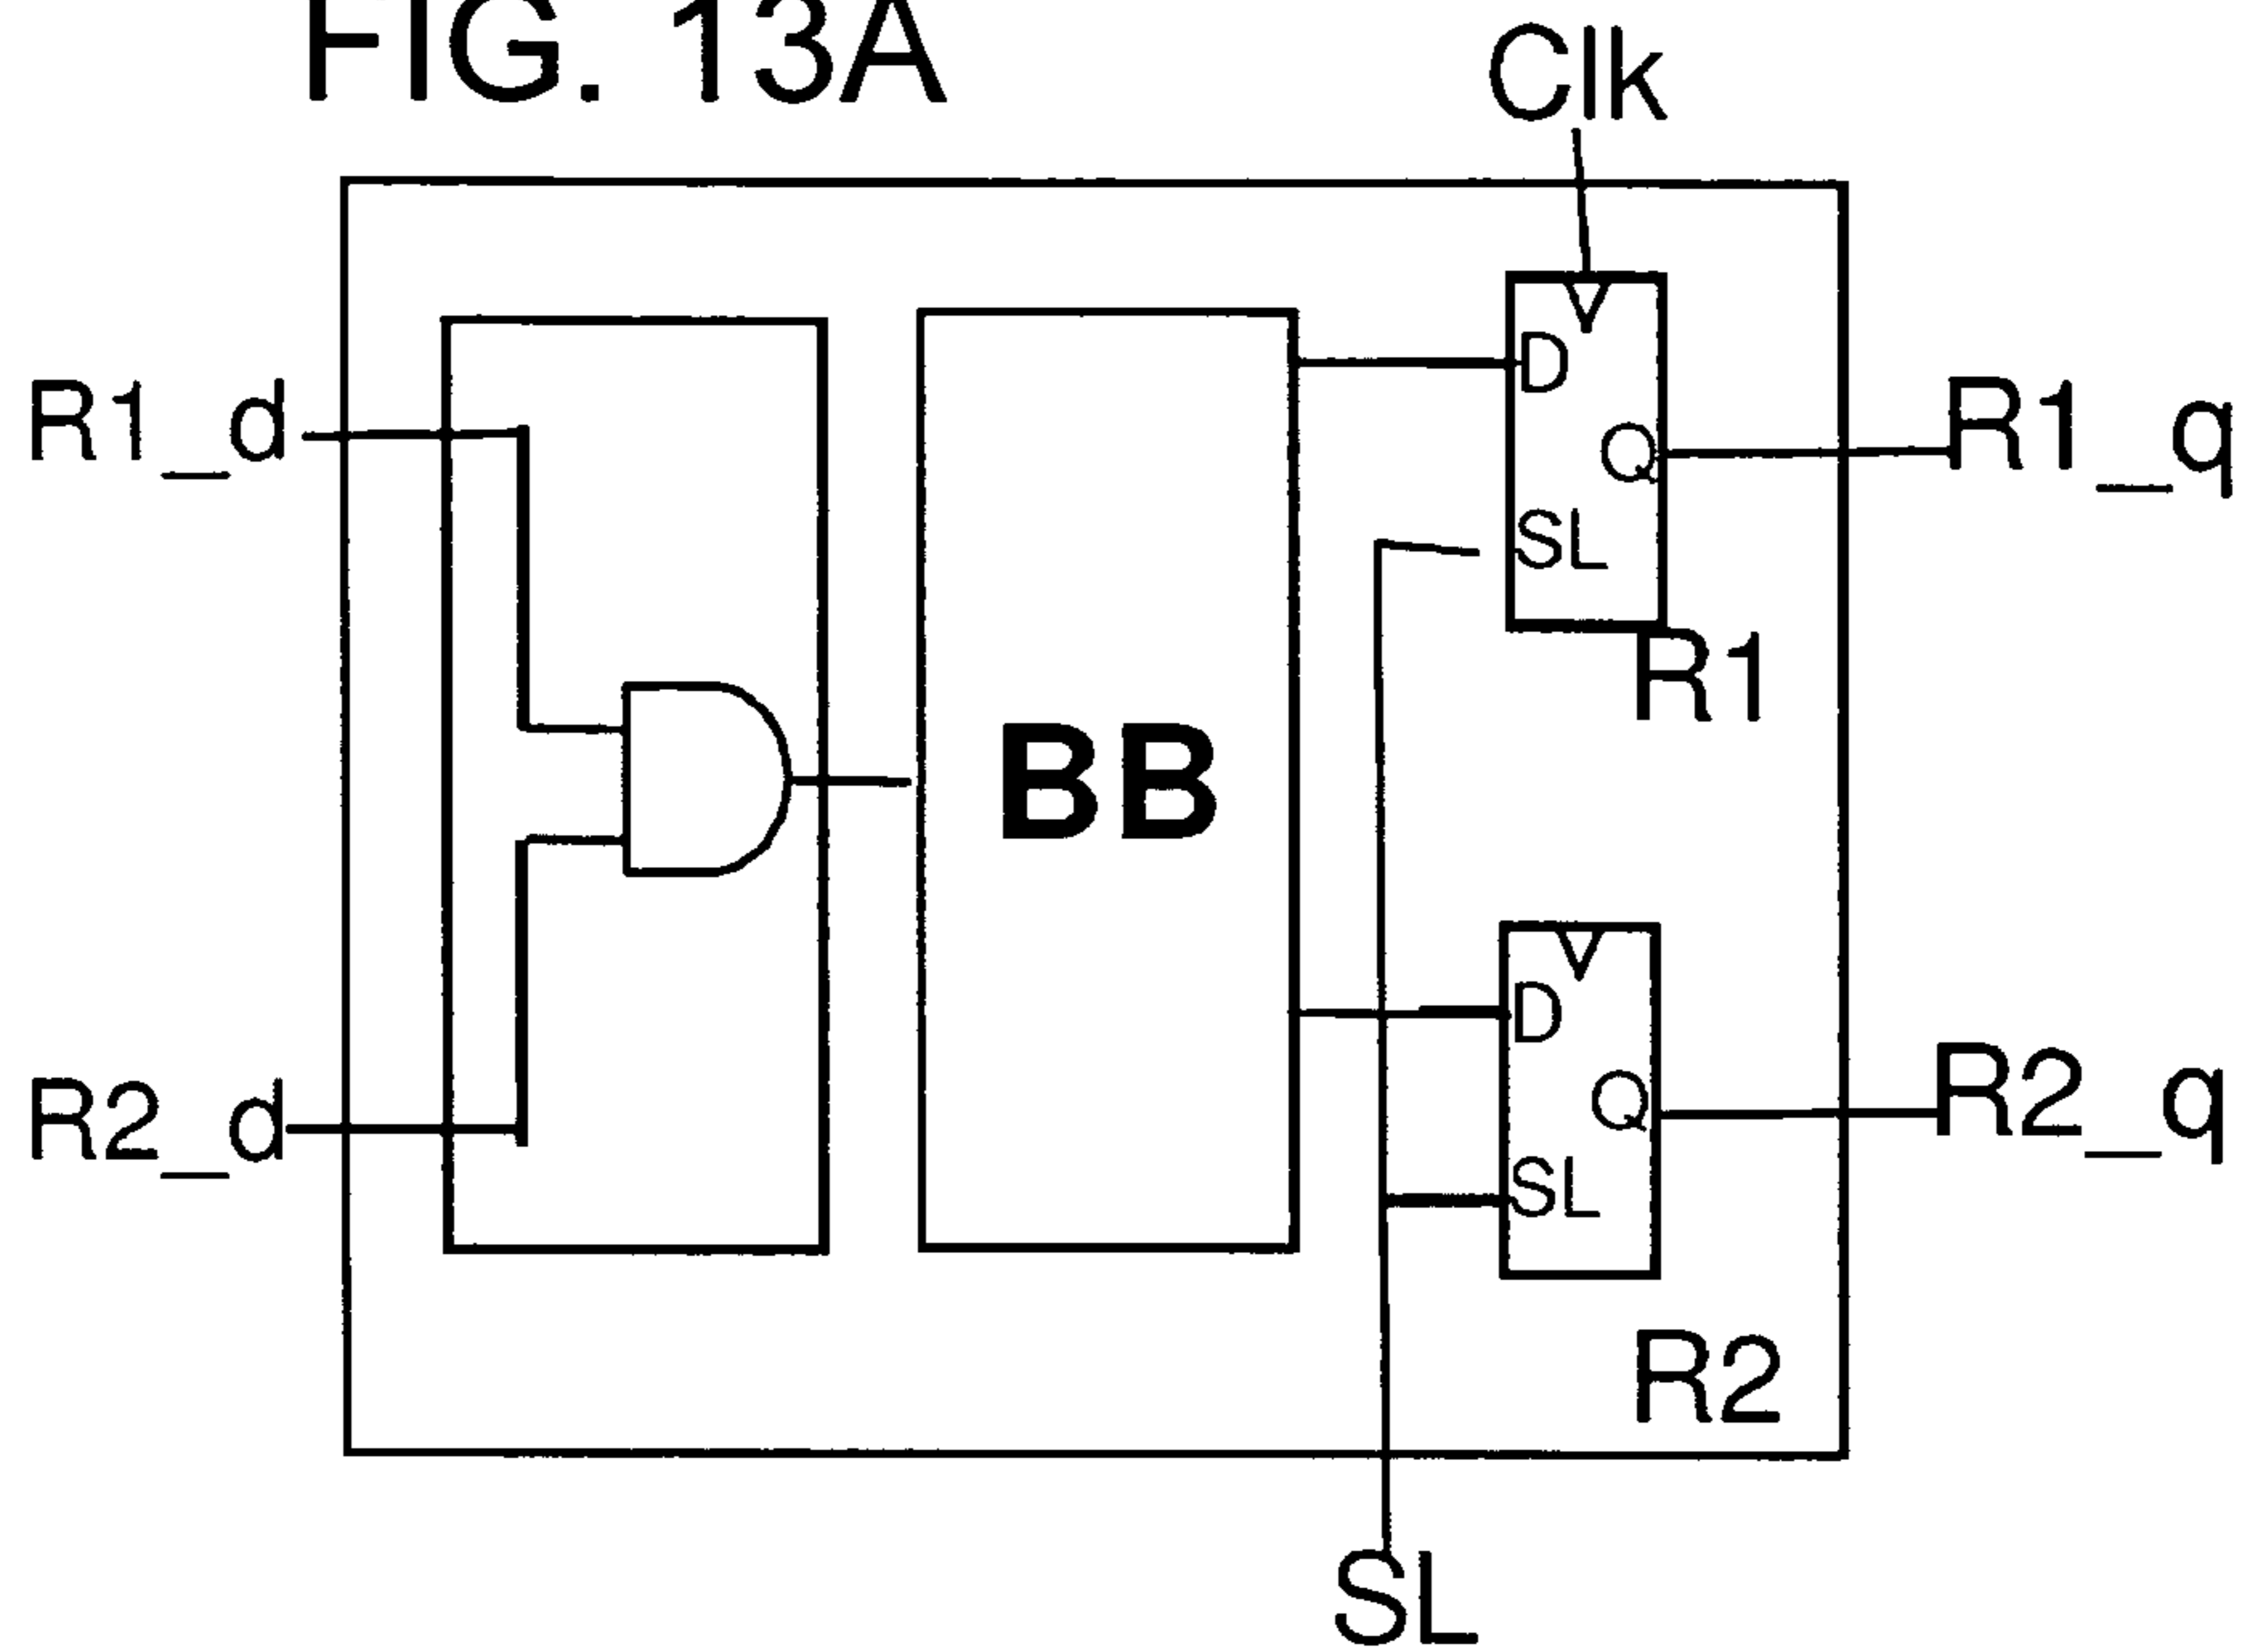 FIG. 13A
Clk
R1_d
D
Q
SL
R1
R1_q
BB
R2_d
D
Q
SL
R2
R2_q
SL